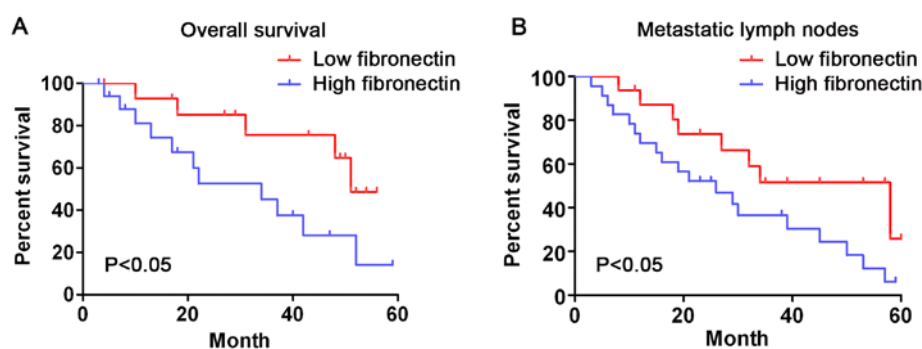 A
Overall survival
Low fibronectin
High fibronectin
Percent survival
100
80
60
40
20
0
P<0.05
0
20
40
60
Month
B
Metastatic lymph nodes
Low fibronectin
High fibronectin
Percent survival
100
80
60
40
20
0
P<0.05
0
20
40
60
Month